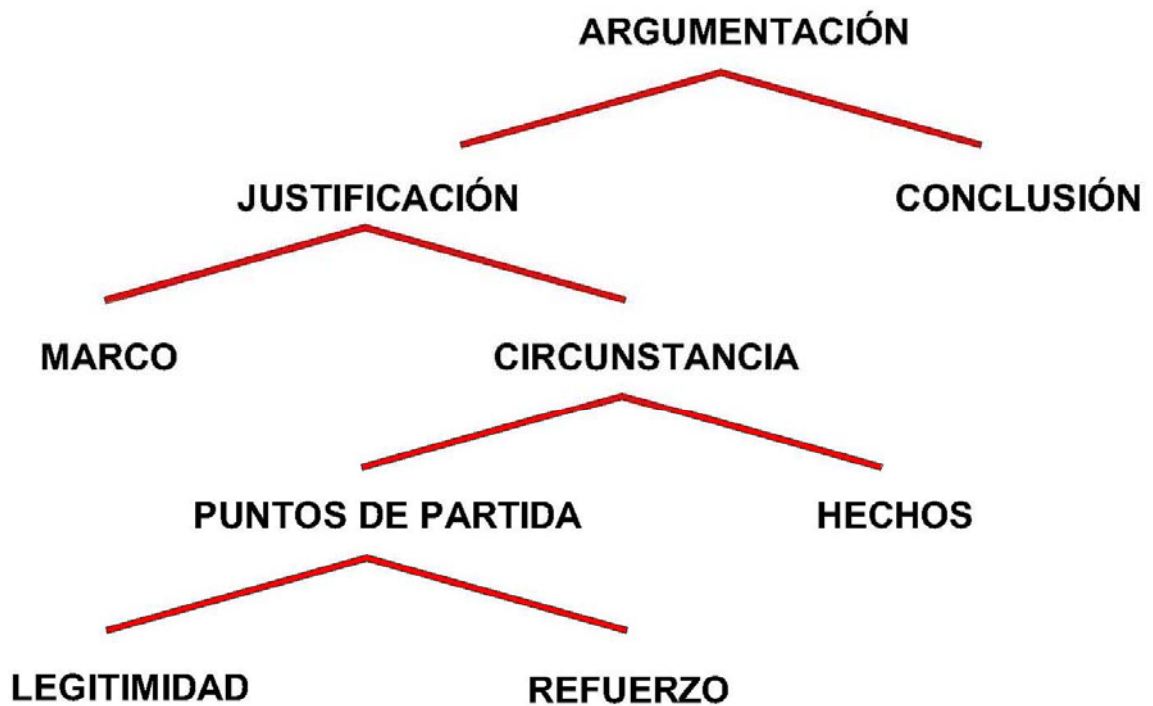 ARGUMENTACIÓN
JUSTIFICACIÓN
CONCLUSIÓN
MARCO
CIRCUNSTANCIA
PUNTOS DE PARTIDA
HECHOS
LEGITIMIDAD
REFUERZO